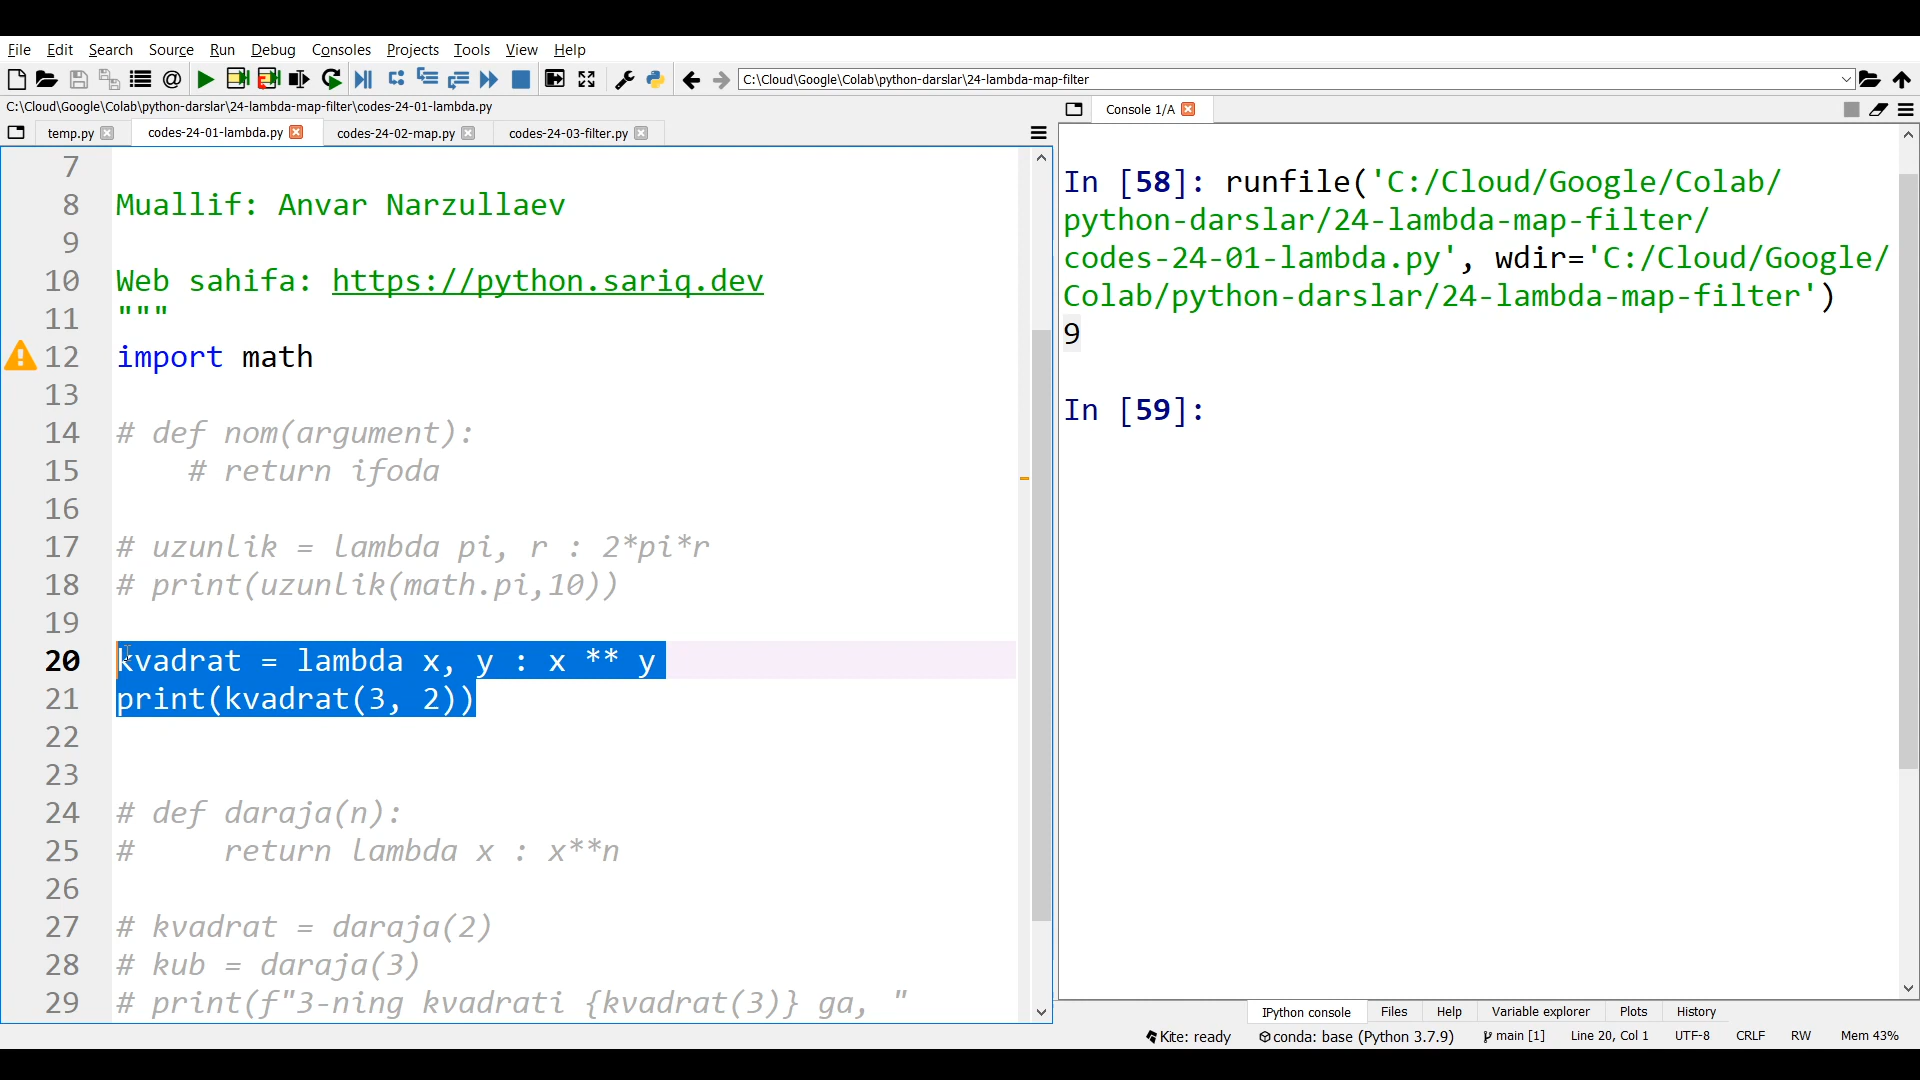 File Edit Search Source Run Debug Consoles Projects Tools View Help
C:\Cloud\Google\Colab\python-darslar\24-lambda-map-filter
C:\Cloud\Google\Colab\python-darslar\24-lambda-map-filter\codes-24-01-lambda.py
temp.py codes-24-01-lambda.py codes-24-02-map.py codes-24-03-filter.py
7
8 Muallif: Anvar Narzullaev
9
10 Web sahifa: https://python.sariq.dev
11 """
12 import math
13
14 # def nom(argument):
15 # return ifoda
16
17 # uzunlik = lambda pi, r : 2*pi*r
18 # print(uzunlik(math.pi,10))
19
20 kvadrat = lambda x, y : x ** y
21 print(kvadrat(3, 2))
22
23
24 # def daraja(n):
25 # return lambda x : x**n
26
27 # kvadrat = daraja(2)
28 # kub = daraja(3)
29 # print(f"3-ning kvadrati {kvadrat(3)} ga, "
Console 1/A
In [58]: runfile('C:/Cloud/Google/Colab/
python-darslar/24-lambda-map-filter/
codes-24-01-lambda.py', wdir='C:/Cloud/Google/
Colab/python-darslar/24-lambda-map-filter')
9
In [59]:
IPython console Files Help Variable explorer Plots History
Kite: ready conda: base (Python 3.7.9) main [1] Line 20, Col 1 UTF-8 CRLF RW Mem 43%